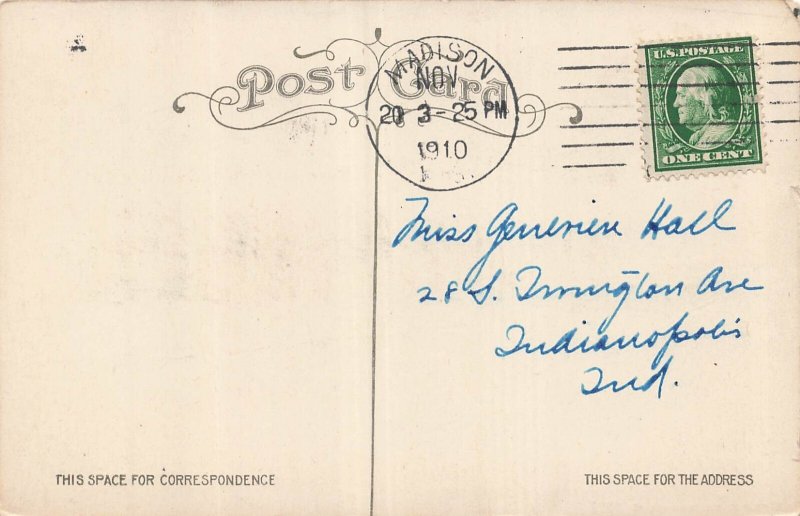 Post Card
MADISON
NOV
20 3-25 PM
1910
U.S. POSTAGE
ONE CENT
Miss Genevieve Hall
28 S. Irvington Ave
Indianapolis
Ind.
THIS SPACE FOR CORRESPONDENCE
THIS SPACE FOR THE ADDRESS